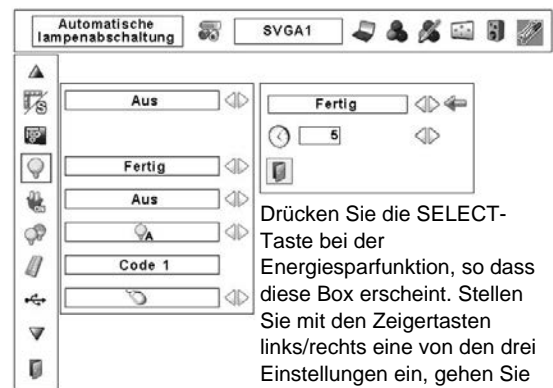 Automatische
lampenabschaltung
SVGA1
Aus
Fertig
5
Fertig
Aus
A
Code 1
Drücken Sie die SELECT-
Taste bei der
Energiesparfunktion, so dass
diese Box erscheint. Stellen
Sie mit den Zeigertasten
links/rechts eine von den drei
Einstellungen ein, gehen Sie